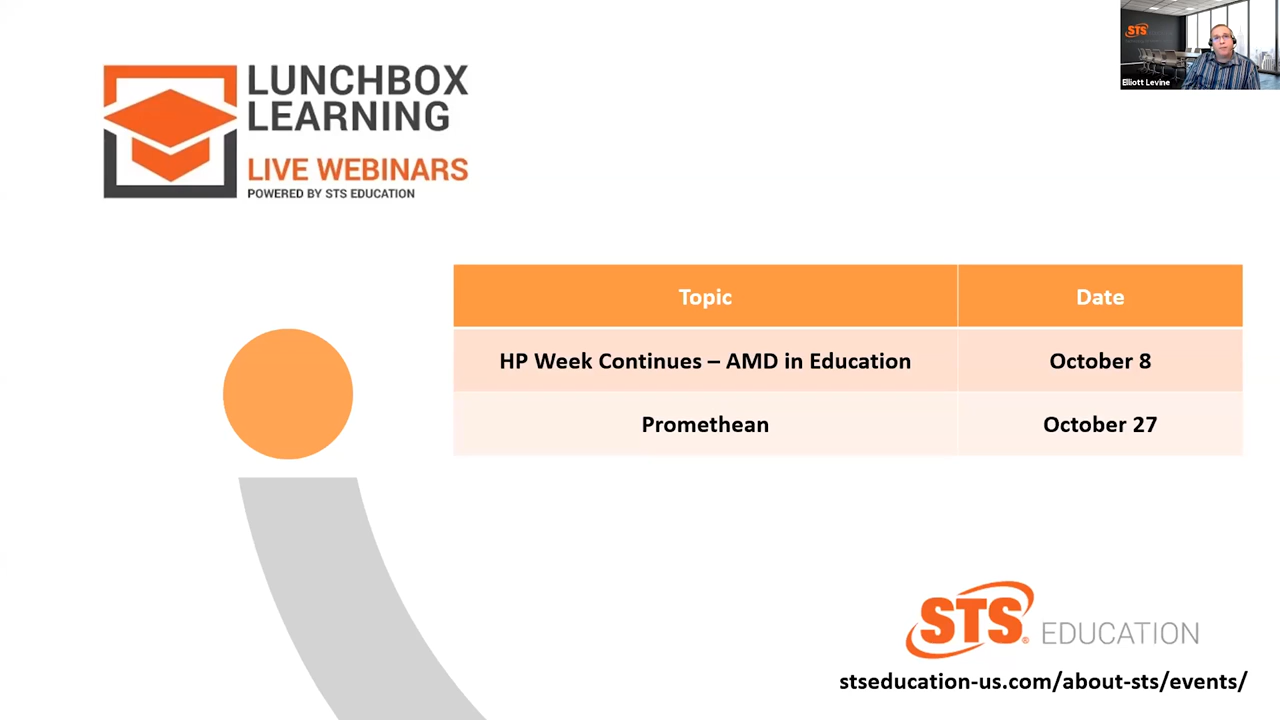 STS
Elliott Levine
LUNCHBOX
LEARNING
LIVE WEBINARS
POWERED BY STS EDUCATION
Topic Date
HP Week Continues – AMD in Education October 8
Promethean October 27
STS® EDUCATION
stseducation-us.com/about-sts/events/